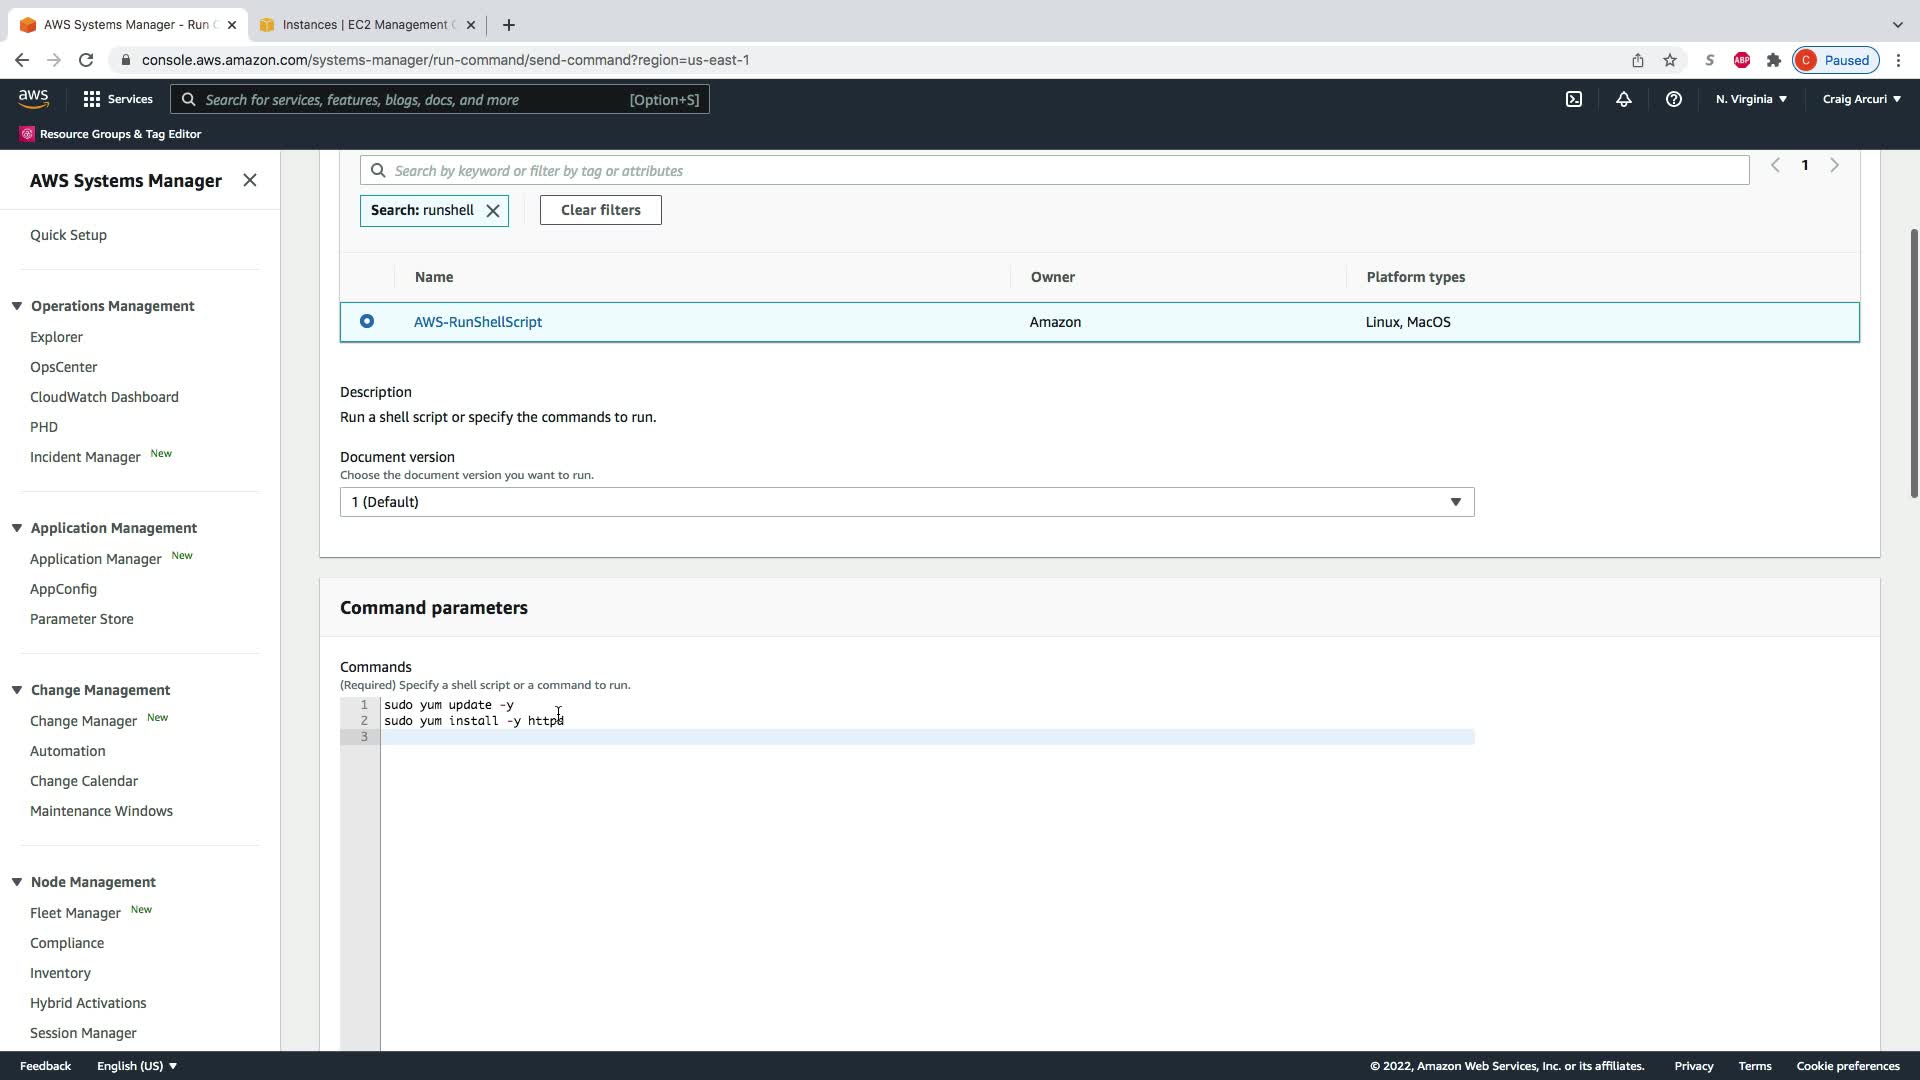 AWS Systems Manager - Run C
Instances | EC2 Management C
console.aws.amazon.com/systems-manager/run-command/send-command?region=us-east-1
S
ABP
C
Paused
aws
Services
Search for services, features, blogs, docs, and more
[Option+S]
N. Virginia
Craig Arcuri
Resource Groups & Tag Editor
AWS Systems Manager
Quick Setup
Operations Management
Explorer
OpsCenter
CloudWatch Dashboard
PHD
Incident Manager New
Application Management
Application Manager New
AppConfig
Parameter Store
Change Management
Change Manager New
Automation
Change Calendar
Maintenance Windows
Node Management
Fleet Manager New
Compliance
Inventory
Hybrid Activations
Session Manager
Search by keyword or filter by tag or attributes
1
Search: runshell
Clear filters
Name Owner Platform types
AWS-RunShellScript Amazon Linux, MacOS
Description
Run a shell script or specify the commands to run.
Document version
Choose the document version you want to run.
1 (Default)
Command parameters
Commands
(Required) Specify a shell script or a command to run.
1 sudo yum update -y
2 sudo yum install -y httpd
3
Feedback
English (US)
© 2022, Amazon Web Services, Inc. or its affiliates.
Privacy
Terms
Cookie preferences